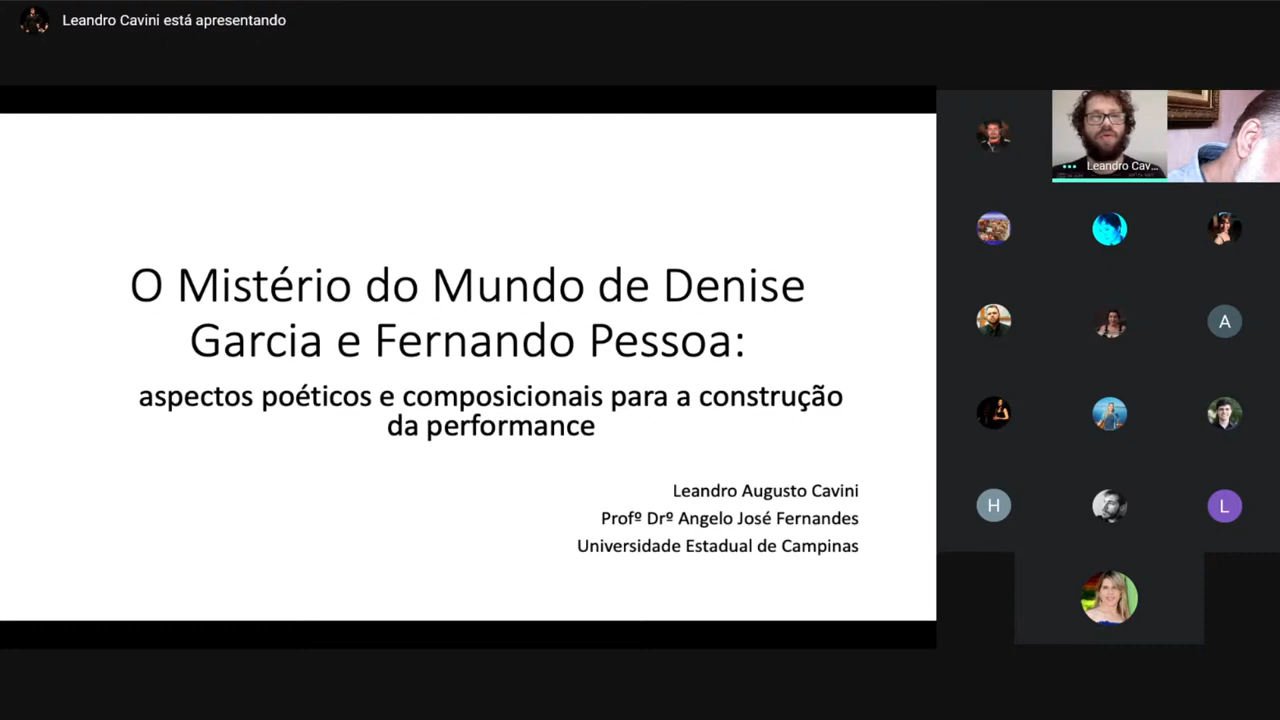 Leandro Cavini está apresentando
O Mistério do Mundo de Denise
Garcia e Fernando Pessoa:
aspectos poéticos e composicionais para a construção
da performance
Leandro Augusto Cavini
Profº Drº Angelo José Fernandes
Universidade Estadual de Campinas
Leandro Cav...
A
H
L